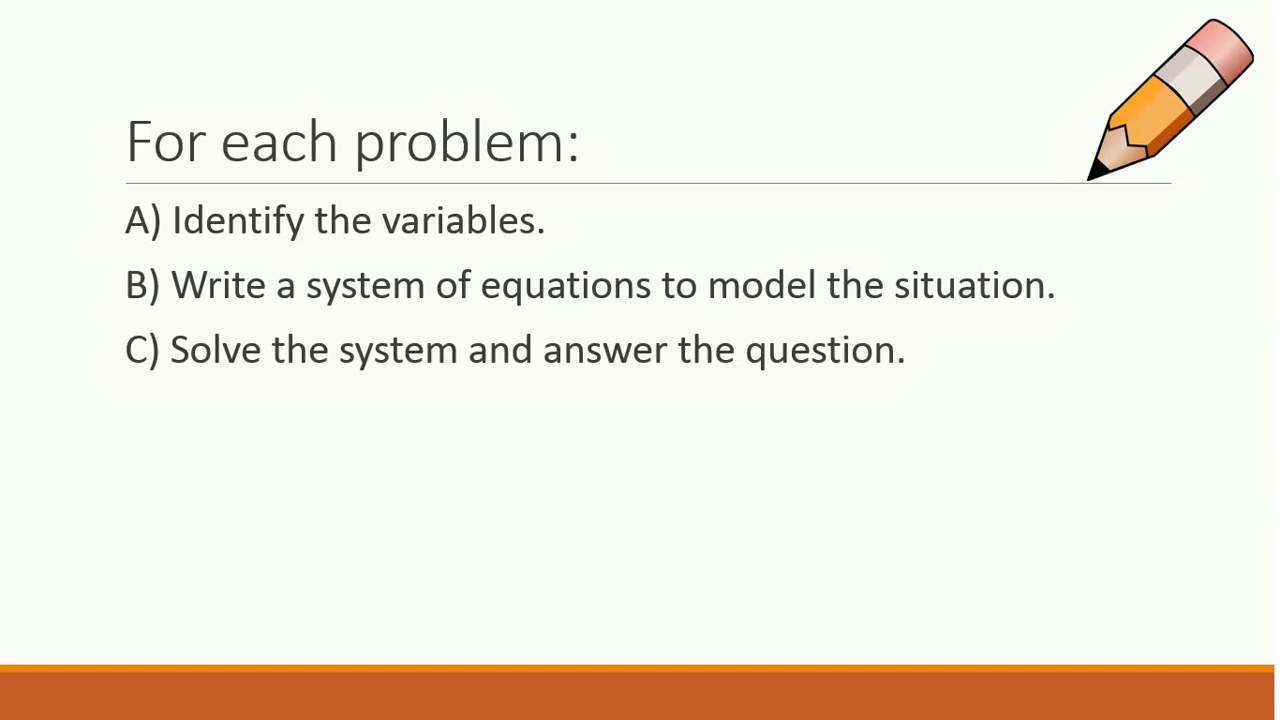 For each problem:
A) Identify the variables.
B) Write a system of equations to model the situation.
C) Solve the system and answer the question.